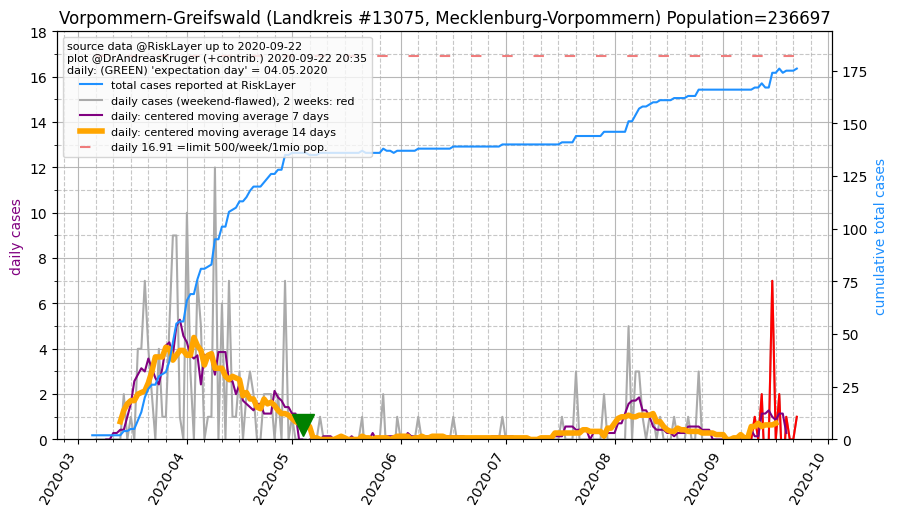 Vorpommern-Greifswald (Landkreis #13075, Mecklenburg-Vorpommern) Population=236697
source data @RiskLayer up to 2020-09-22
plot @DrAndreasKruger (+contrib.) 2020-09-22 20:35
daily: (GREEN) 'expectation day' = 04.05.2020
total cases reported at RiskLayer
daily cases (weekend-flawed), 2 weeks: red
daily: centered moving average 7 days
daily: centered moving average 14 days
daily 16.91 =limit 500/week/1mio pop.
daily cases
18
16
14
12
10
8
6
4
2
0
cumulative total cases
175
150
125
100
75
50
25
0
2020-03
2020-04
2020-05
2020-06
2020-07
2020-08
2020-09
2020-10